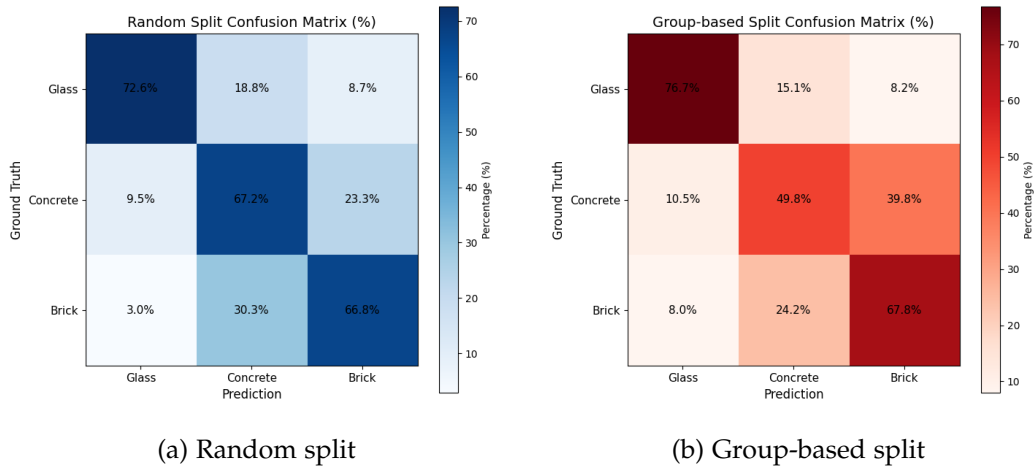 Random Split Confusion Matrix (%)
Glass
Concrete
Brick
Ground Truth
72.6%
18.8%
8.7%
9.5%
67.2%
23.3%
3.0%
30.3%
66.8%
Glass
Concrete
Brick
Prediction
70
60
50
40
30
20
10
Percentage (%)
(a) Random split
Group-based Split Confusion Matrix (%)
Glass
Concrete
Brick
Ground Truth
76.7%
15.1%
8.2%
10.5%
49.8%
39.8%
8.0%
24.2%
67.8%
Glass
Concrete
Brick
Prediction
70
60
50
40
30
20
10
Percentage (%)
(b) Group-based split